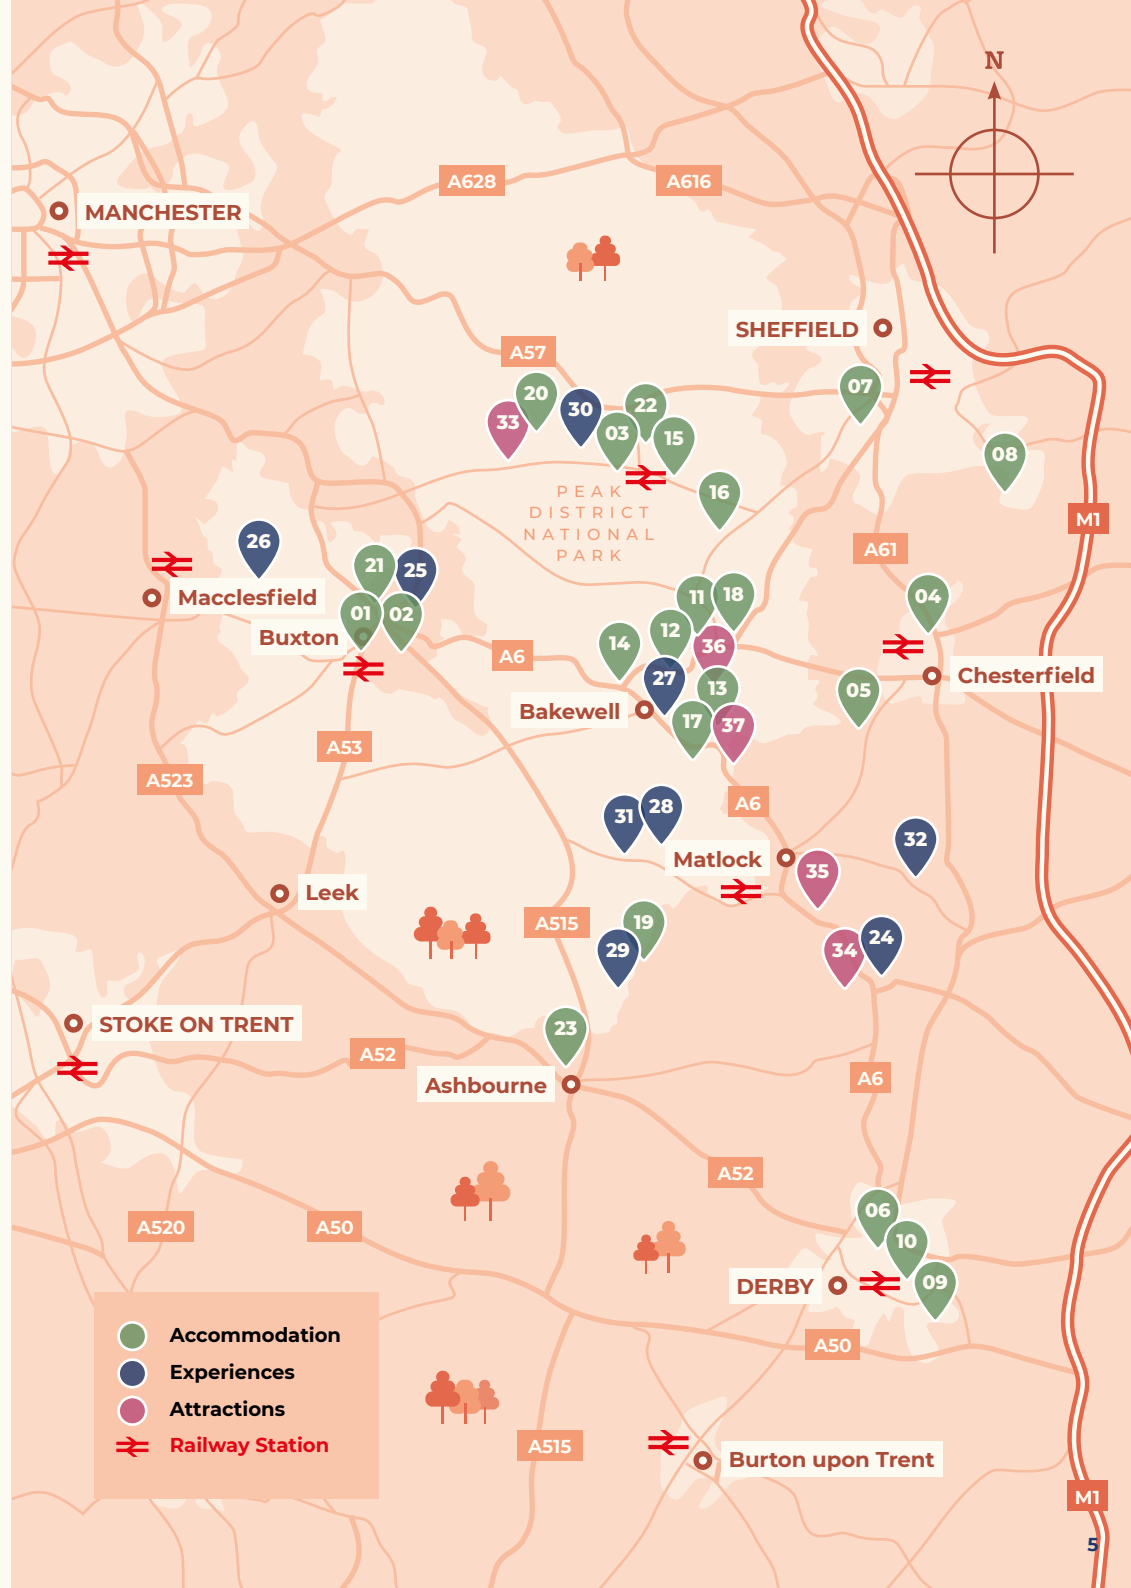 N
A628
A616
MANCHESTER
SHEFFIELD
A57
20
33
30
22
03
15
07
08
16
PEAK
DISTRICT
NATIONAL
PARK
M1
A61
26
21
25
Macclesfield
01
02
Buxton
11
18
04
12
14
36
A6
27
13
05
Chesterfield
Bakewell
17
37
A53
A523
31
28
A6
32
Matlock
35
Leek
A515
19
29
34
24
STOKE ON TRENT
23
A52
Ashbourne
A6
A52
A520
A50
06
10
09
DERBY
A50
Accommodation
Experiences
Attractions
Railway Station
A515
Burton upon Trent
M1
5